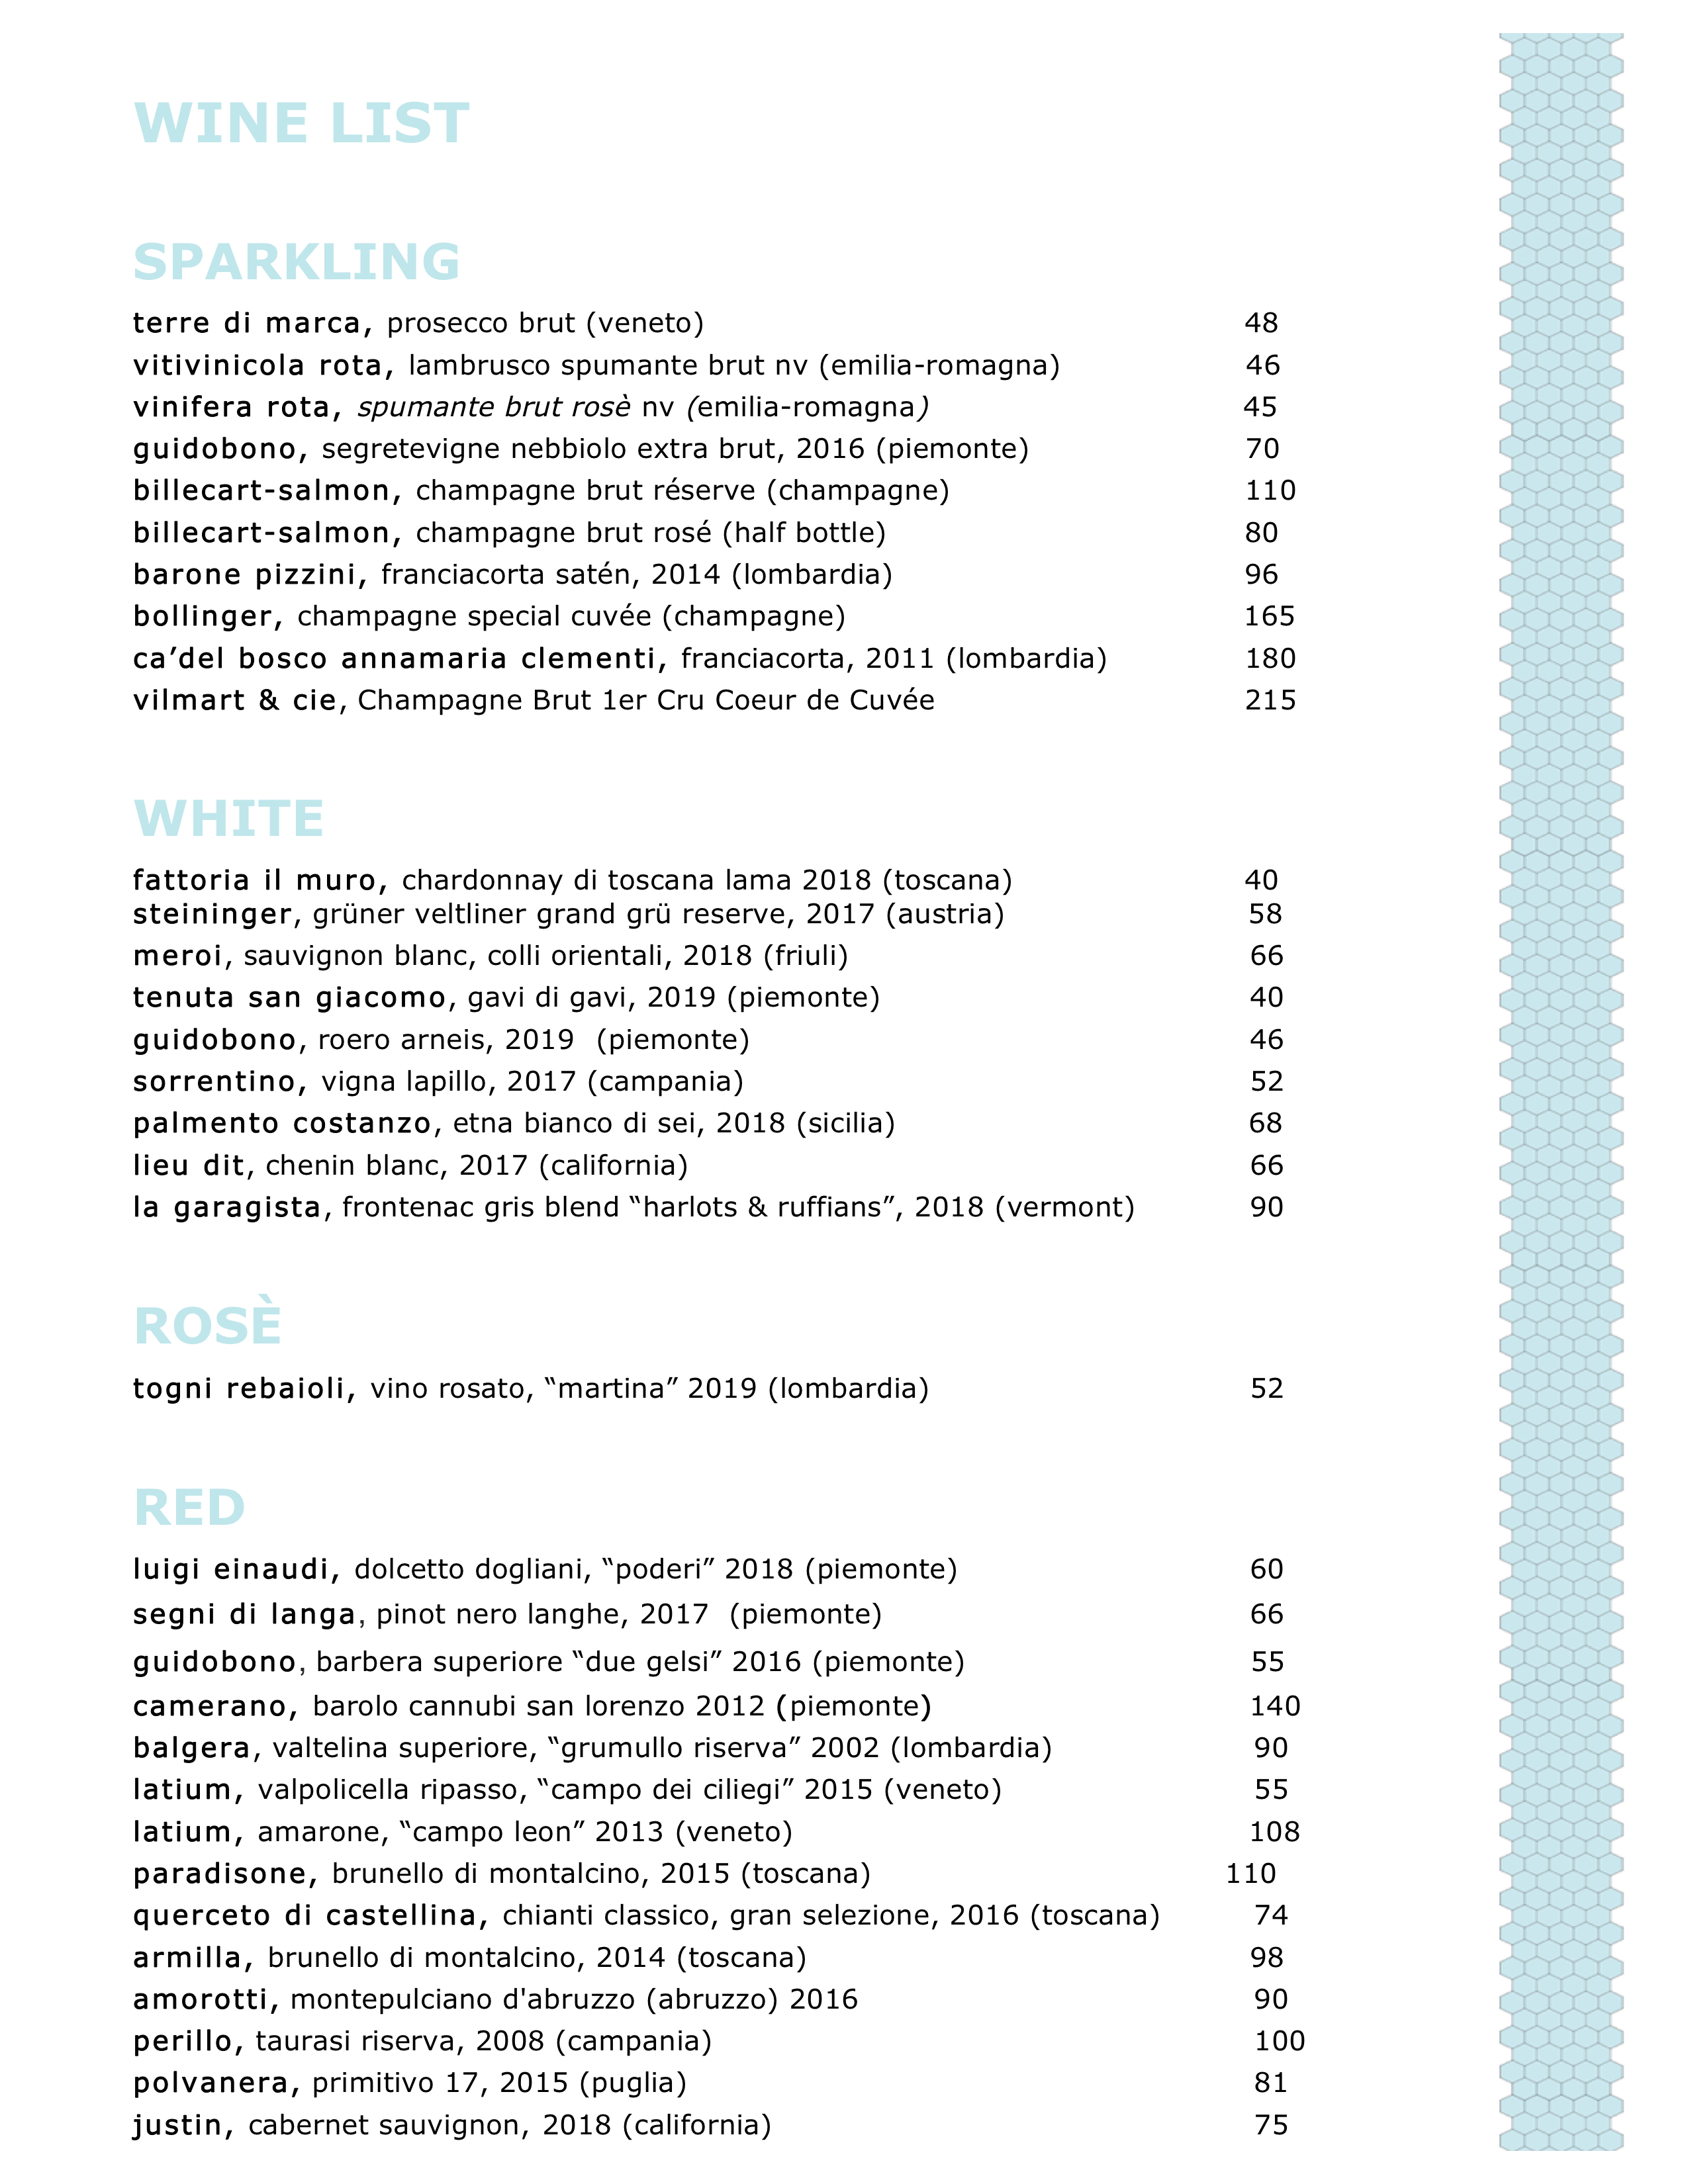 WINE LIST
SPARKLING
terre di marca, prosecco brut (veneto) 48
vitivinicola rota, lambrusco spumante brut nv (emilia-romagna) 46
vinifera rota, spumante brut rosè nv (emilia-romagna) 45
guidobono, segretevigne nebbiolo extra brut, 2016 (piemonte) 70
billecart-salmon, champagne brut réserve (champagne) 110
billecart-salmon, champagne brut rosé (half bottle) 80
barone pizzini, franciacorta satén, 2014 (lombardia) 96
bollinger, champagne special cuvée (champagne) 165
ca’del bosco annamaria clementi, franciacorta, 2011 (lombardia) 180
vilmart & cie, Champagne Brut 1er Cru Coeur de Cuvée 215
WHITE
fattoria il muro, chardonnay di toscana lama 2018 (toscana) 40
steininger, grüner veltliner grand grü reserve, 2017 (austria) 58
meroi, sauvignon blanc, colli orientali, 2018 (friuli) 66
tenuta san giacomo, gavi di gavi, 2019 (piemonte) 40
guidobono, roero arneis, 2019 (piemonte) 46
sorrentino, vigna lapillo, 2017 (campania) 52
palmento costanzo, etna bianco di sei, 2018 (sicilia) 68
lieu dit, chenin blanc, 2017 (california) 66
la garagista, frontenac gris blend “harlots & ruffians”, 2018 (vermont) 90
ROSÈ
togni rebaioli, vino rosato, “martina” 2019 (lombardia) 52
RED
luigi einaudi, dolcetto dogliani, “poderi” 2018 (piemonte) 60
segni di langa, pinot nero langhe, 2017 (piemonte) 66
guidobono, barbera superiore “due gelsi” 2016 (piemonte) 55
camerano, barolo cannubi san lorenzo 2012 (piemonte) 140
balgera, valtelina superiore, “grumullo riserva” 2002 (lombardia) 90
latium, valpolicella ripasso, “campo dei ciliegi” 2015 (veneto) 55
latium, amarone, “campo leon” 2013 (veneto) 108
paradisone, brunello di montalcino, 2015 (toscana) 110
querceto di castellina, chianti classico, gran selezione, 2016 (toscana) 74
armilla, brunello di montalcino, 2014 (toscana) 98
amorotti, montepulciano d'abruzzo (abruzzo) 2016 90
perillo, taurasi riserva, 2008 (campania) 100
polvanera, primitivo 17, 2015 (puglia) 81
justin, cabernet sauvignon, 2018 (california) 75